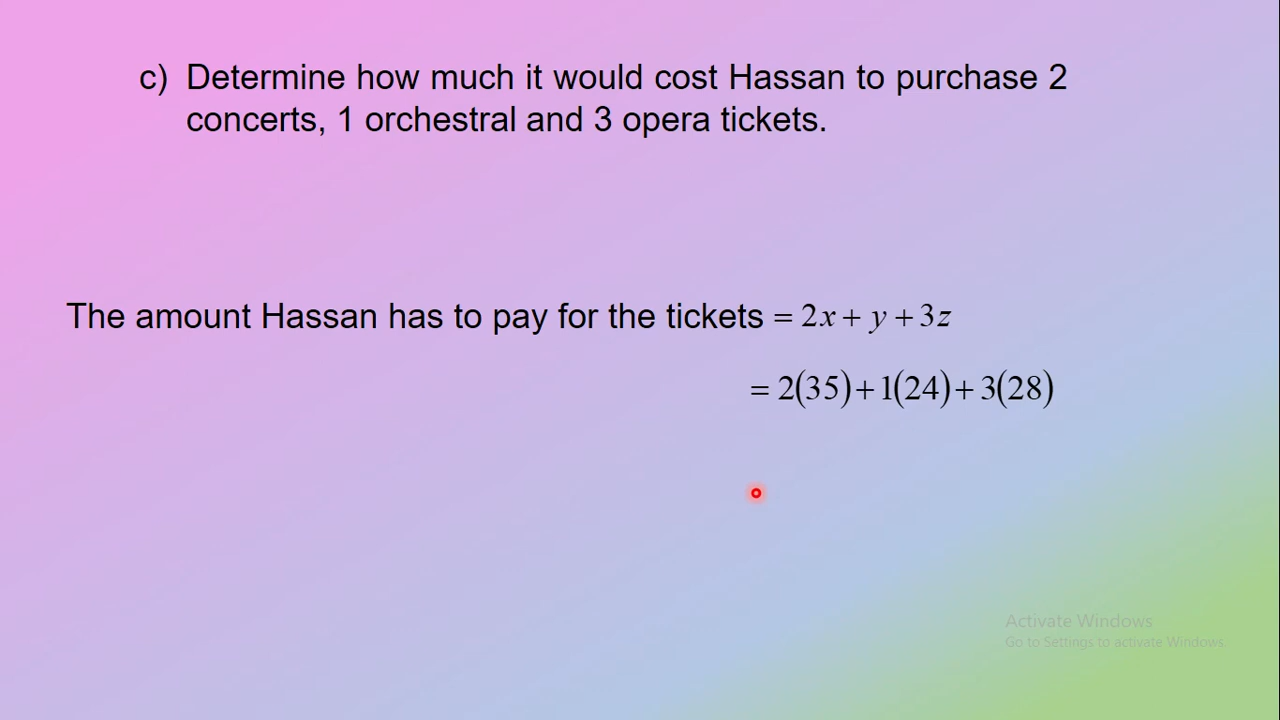 c) Determine how much it would cost Hassan to purchase 2
concerts, 1 orchestral and 3 opera tickets.
The amount Hassan has to pay for the tickets = 2x + y + 3z
= 2(35) + 1(24) + 3(28)
Activate Windows
Go to Settings to activate Windows.